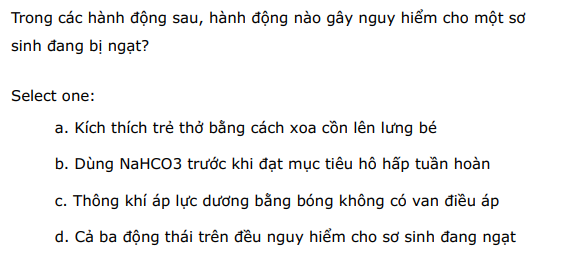 Trong các hành động sau, hành động nào gây nguy hiểm cho một sơ
sinh đang bị ngạt?
Select one:
a. Kích thích trẻ thở bằng cách xoa cồn lên lưng bé
b. Dùng NaHCO3 trước khi đạt mục tiêu hô hấp tuần hoàn
c. Thông khí áp lực dương bằng bóng không có van điều áp
d. Cả ba động thái trên đều nguy hiểm cho sơ sinh đang ngạt